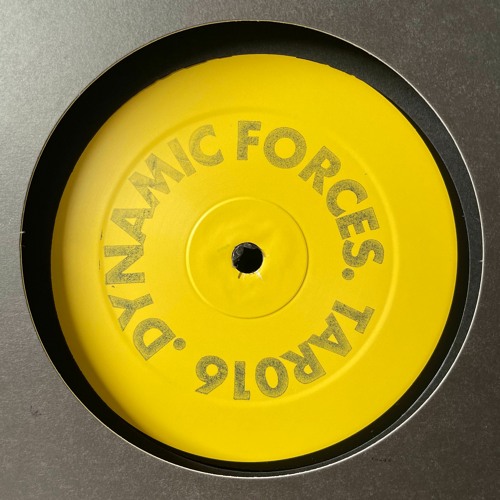 DYNAMIC FORCES. TAR016.